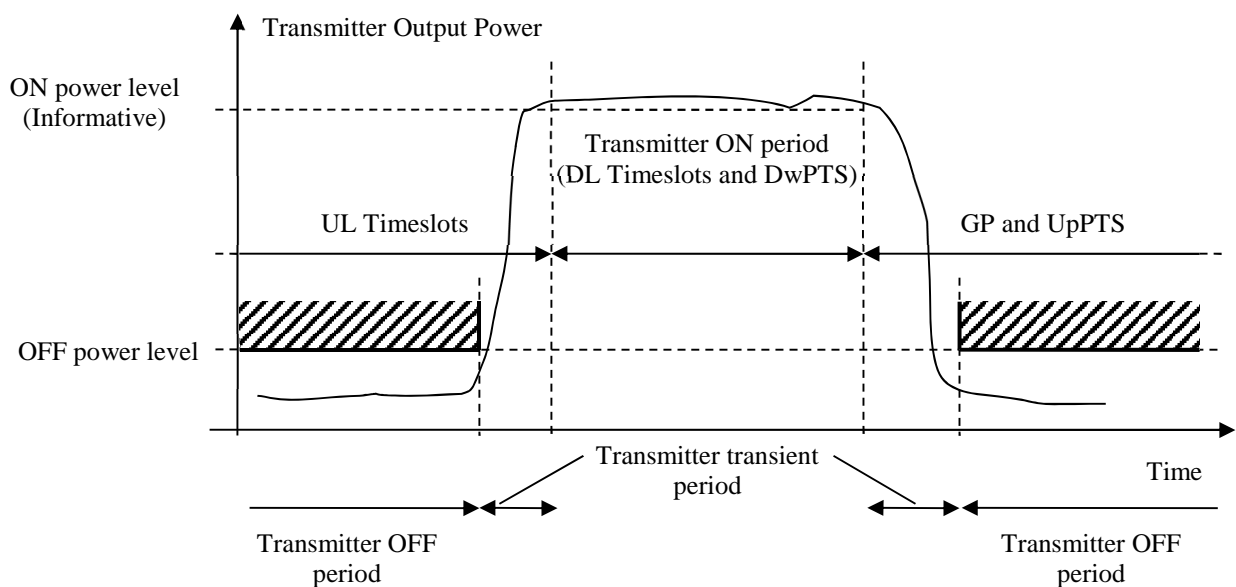 Transmitter Output Power
ON power level
(Informative)
Transmitter ON period
(DL Timeslots and DwPTS)
UL Timeslots
GP and UpPTS
OFF power level
Transmitter transient
period
Time
Transmitter OFF
period
Transmitter OFF
period